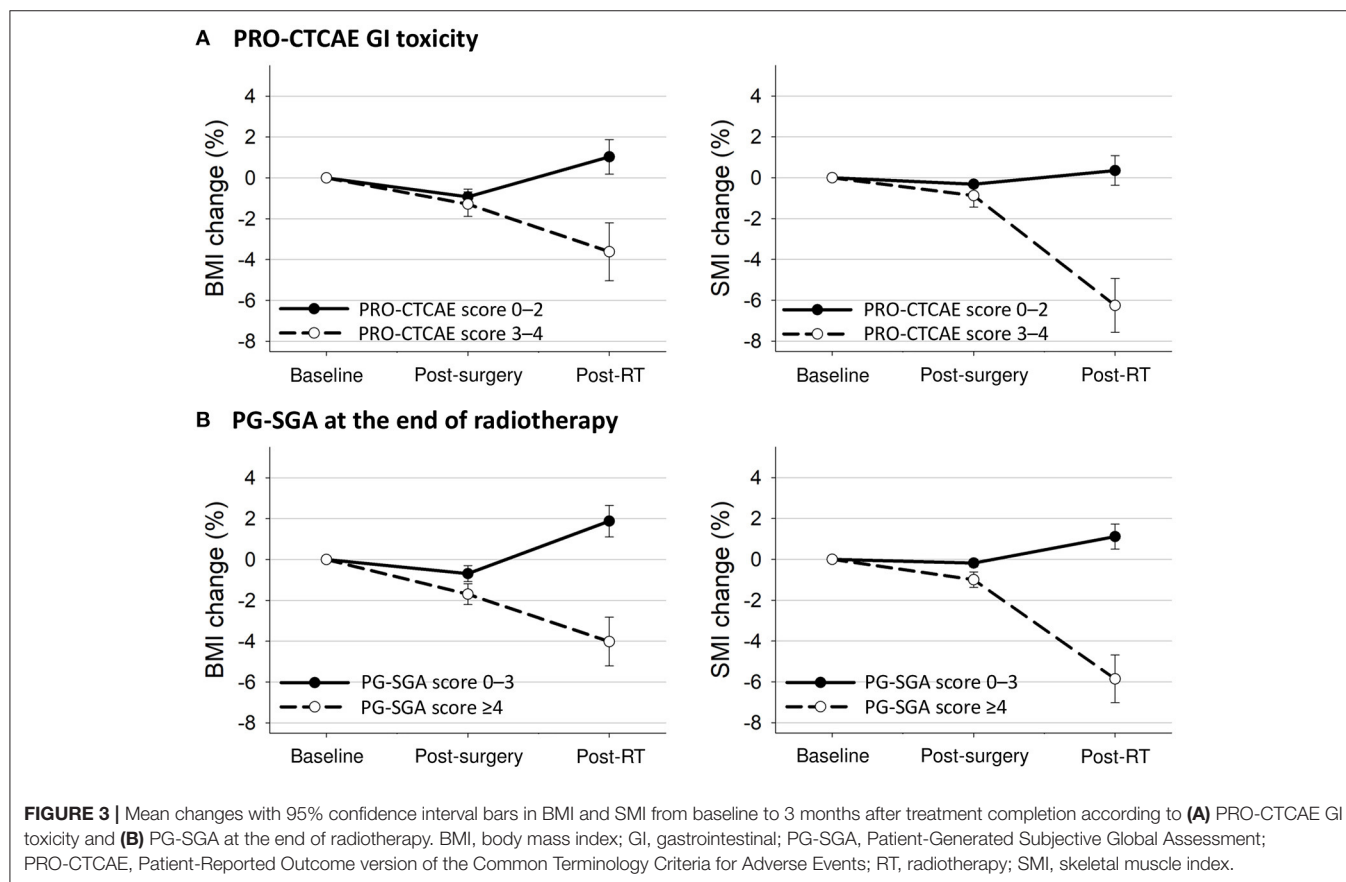 A PRO-CTCAE GI toxicity
4
2
0
-2
-4
-6
-8
BMI change (%)
PRO-CTCAE score 0–2
PRO-CTCAE score 3–4
Baseline Post-surgery Post-RT
4
2
0
-2
-4
-6
-8
SMI change (%)
PRO-CTCAE score 0–2
PRO-CTCAE score 3–4
Baseline Post-surgery Post-RT
B PG-SGA at the end of radiotherapy
4
2
0
-2
-4
-6
-8
BMI change (%)
PG-SGA score 0–3
PG-SGA score ≥4
Baseline Post-surgery Post-RT
4
2
0
-2
-4
-6
-8
SMI change (%)
PG-SGA score 0–3
PG-SGA score ≥4
Baseline Post-surgery Post-RT
FIGURE 3 | Mean changes with 95% confidence interval bars in BMI and SMI from baseline to 3 months after treatment completion according to (A) PRO-CTCAE GI
toxicity and (B) PG-SGA at the end of radiotherapy. BMI, body mass index; GI, gastrointestinal; PG-SGA, Patient-Generated Subjective Global Assessment;
PRO-CTCAE, Patient-Reported Outcome version of the Common Terminology Criteria for Adverse Events; RT, radiotherapy; SMI, skeletal muscle index.